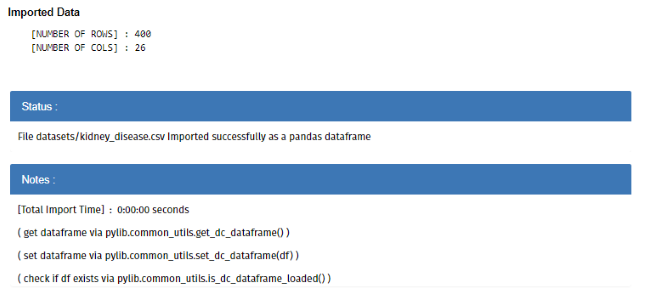 Imported Data
[NUMBER OF ROWS] : 400
[NUMBER OF COLS] : 26
Status :
File datasets/kidney_disease.csv Imported successfully as a pandas dataframe
Notes :
[Total Import Time] : 0:00:00 seconds
( get dataframe via pylib.common_utils.get_dc_dataframe() )
( set dataframe via pylib.common_utils.set_dc_dataframe(df) )
( check if df exists via pylib.common_utils.is_dc_dataframe_loaded() )